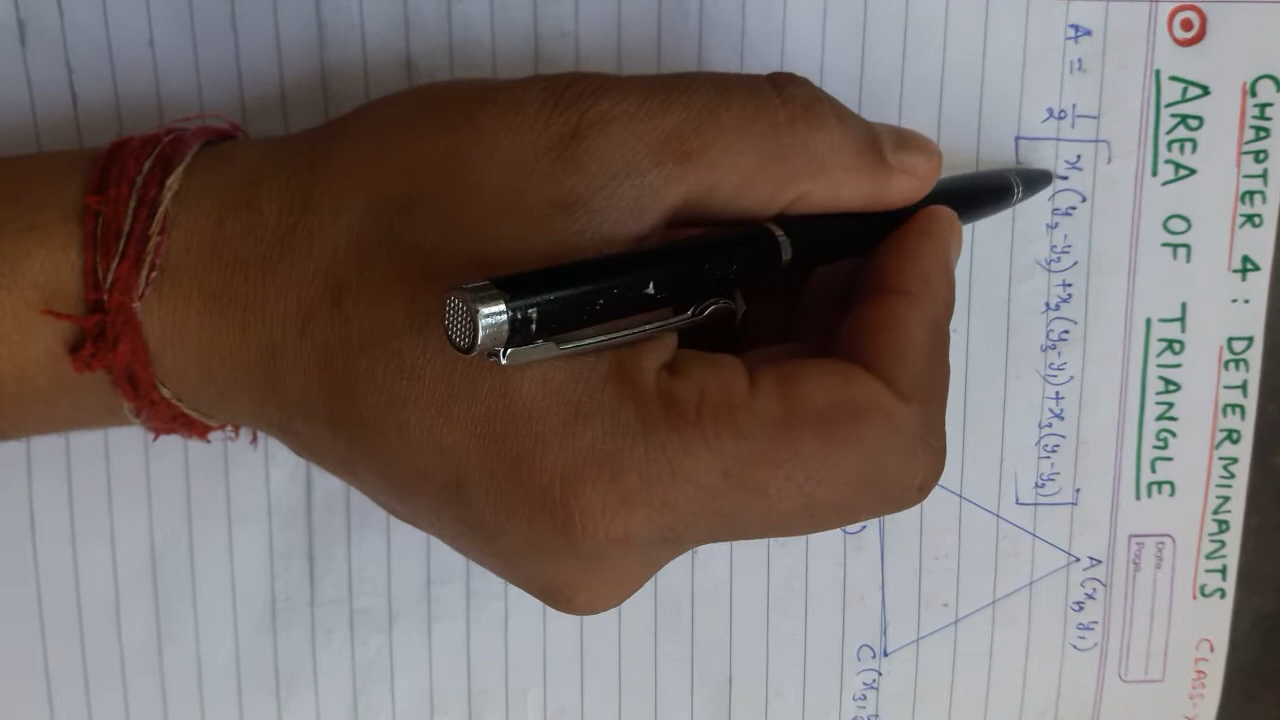 CHAPTER 4 : DETERMINANTS
⊙ AREA OF TRIANGLE
Date
Page
A = 1/2 [x₁(y₂-y₃)+x₂(y₃-y₁)+x₃(y₁-y₂)]
A(x₁, y₁)
C(x₃,